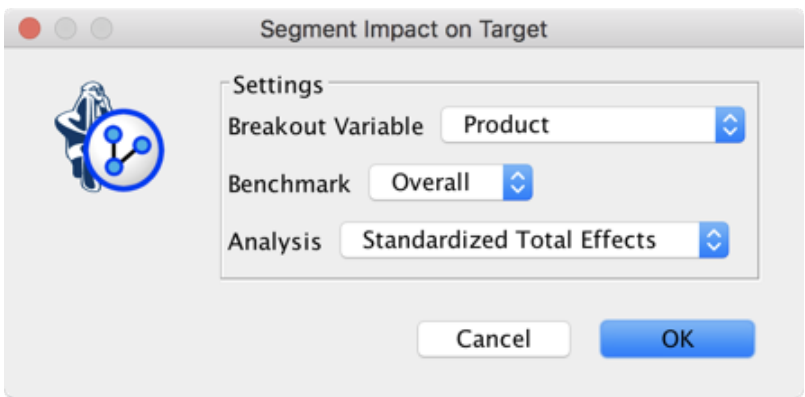 Segment Impact on Target
Settings
Breakout Variable Product
Benchmark Overall
Analysis Standardized Total Effects
Cancel OK